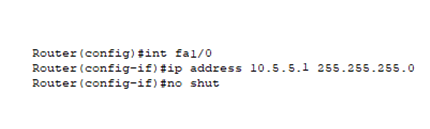 Router(config)#int fa1/0
Router(config-if)#ip address 10.5.5.1 255.255.255.0
Router(config-if)#no shut